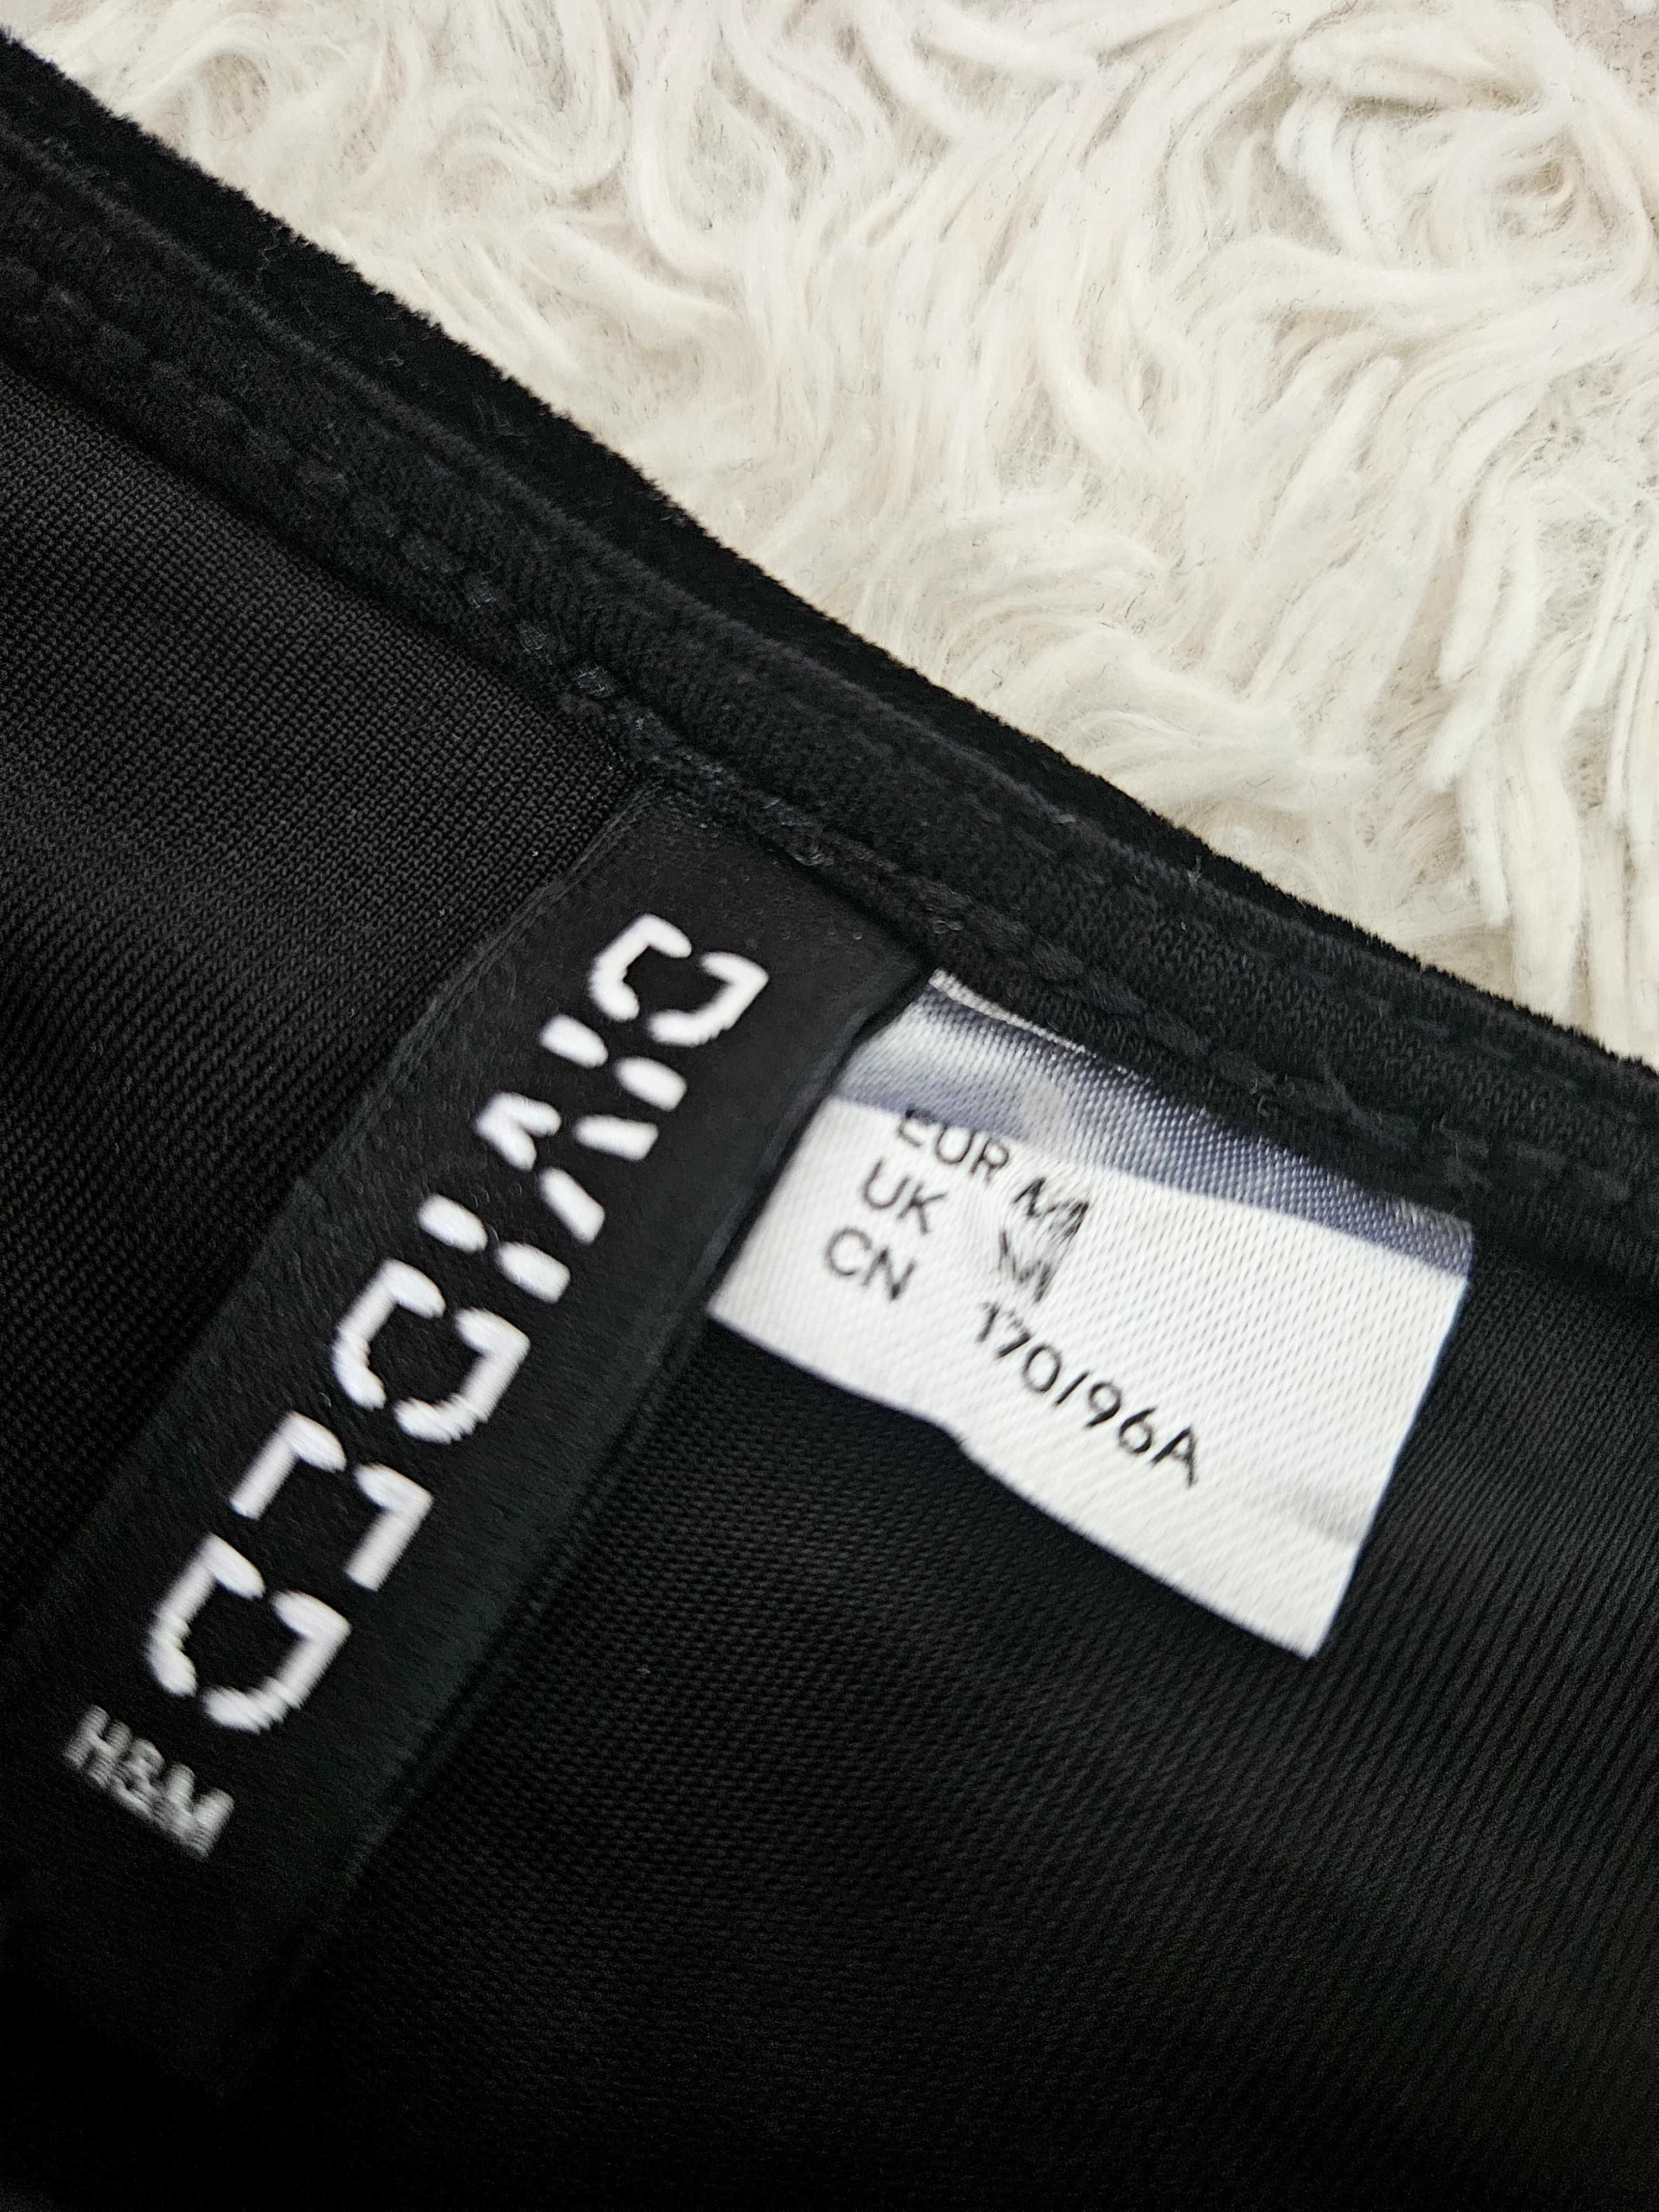 DIVIDED
H&M
EUR M
UK M
CN 170/96A